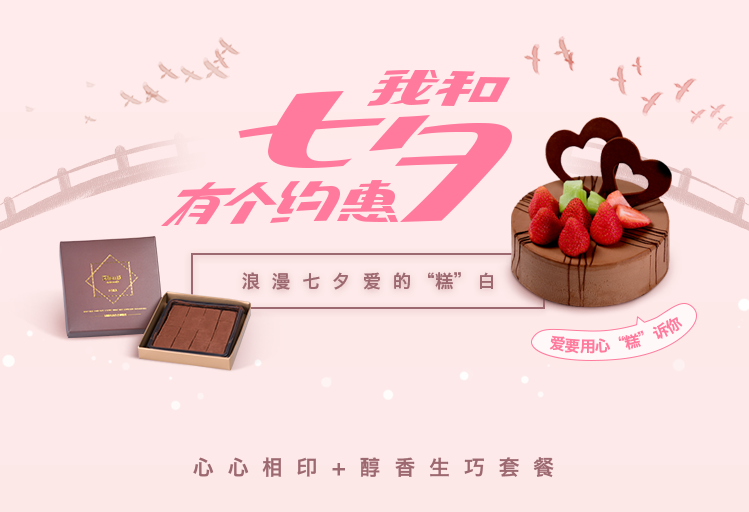 我和
七夕
有个约惠
浪漫七夕爱的“糕”白
爱要用心“糕”诉你
心心相印+醇香生巧套餐